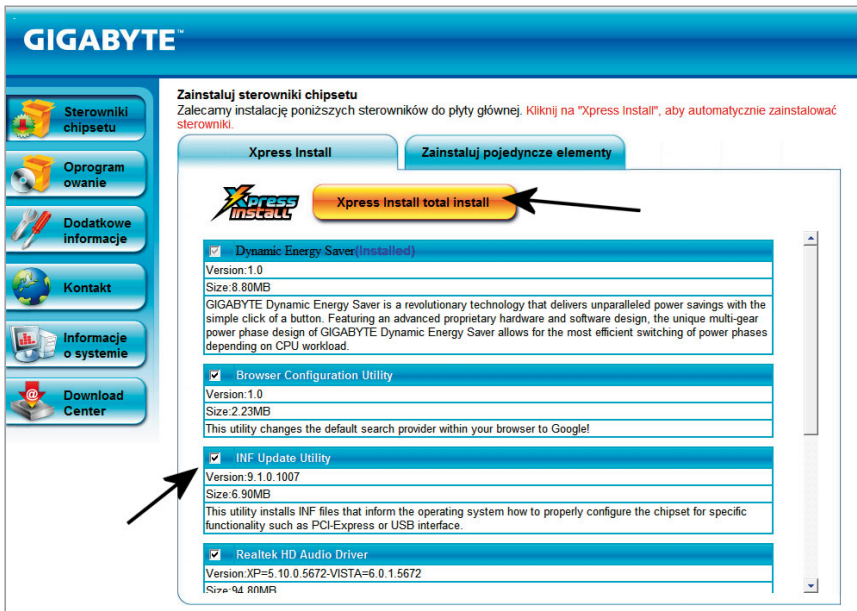 GIGABYTE™
Sterowniki
chipsetu
Oprogram
owanie
Dodatkowe
informacje
Kontakt
Informacje
o systemie
Download
Center
Zainstaluj sterowniki chipsetu
Zalecamy instalację poniższych sterowników do płyty głównej. Kliknij na "Xpress Install", aby automatycznie zainstalować
sterowniki.
Xpress Install
Zainstaluj pojedyncze elementy
Xpress
Install
Xpress Install total install
Dynamic Energy Saver(Installed)
Version:1.0
Size:8.80MB
GIGABYTE Dynamic Energy Saver is a revolutionary technology that delivers unparalleled power savings with the
simple click of a button. Featuring an advanced proprietary hardware and software design, the unique multi-gear
power phase design of GIGABYTE Dynamic Energy Saver allows for the most efficient switching of power phases
depending on CPU workload.
Browser Configuration Utility
Version:1.0
Size:2.23MB
This utility changes the default search provider within your browser to Google!
INF Update Utility
Version:9.1.0.1007
Size:6.90MB
This utility installs INF files that inform the operating system how to properly configure the chipset for specific
functionality such as PCI-Express or USB interface.
Realtek HD Audio Driver
Version:XP=5.10.0.5672-VISTA=6.0.1.5672
Size:94.80MB